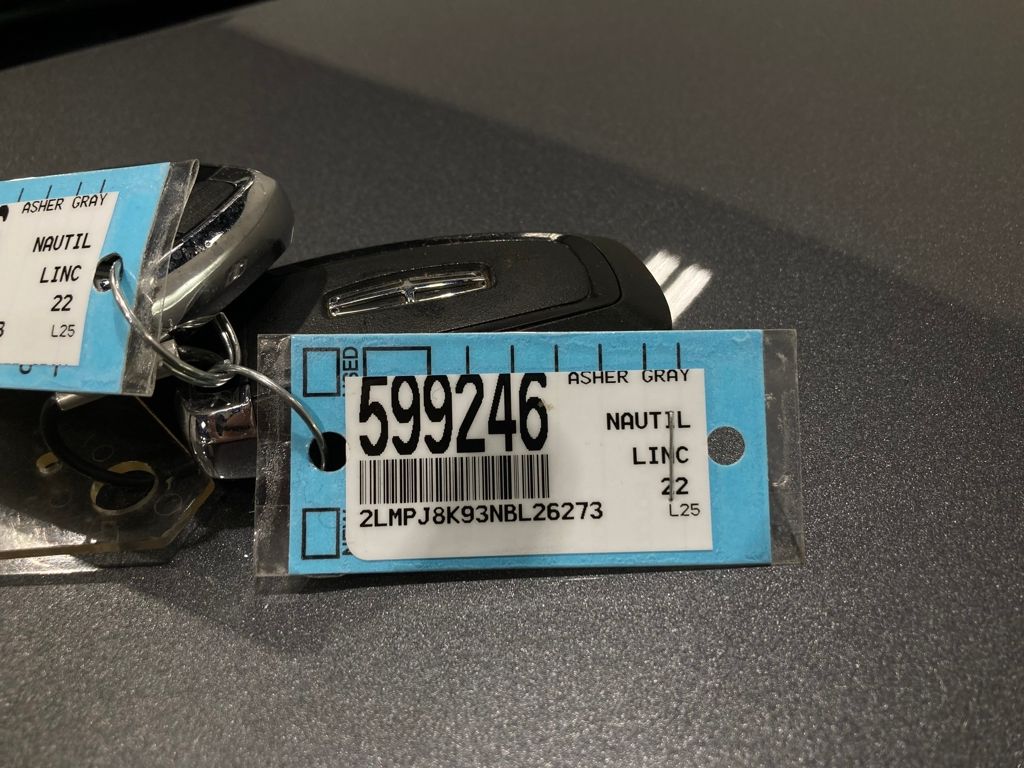 ASHER GRAY
NAUTIL
LINC
22
L25
599246
ASHER GRAY
NAUTIL
LINC
22
L25
2LMPJ8K93NBL26273